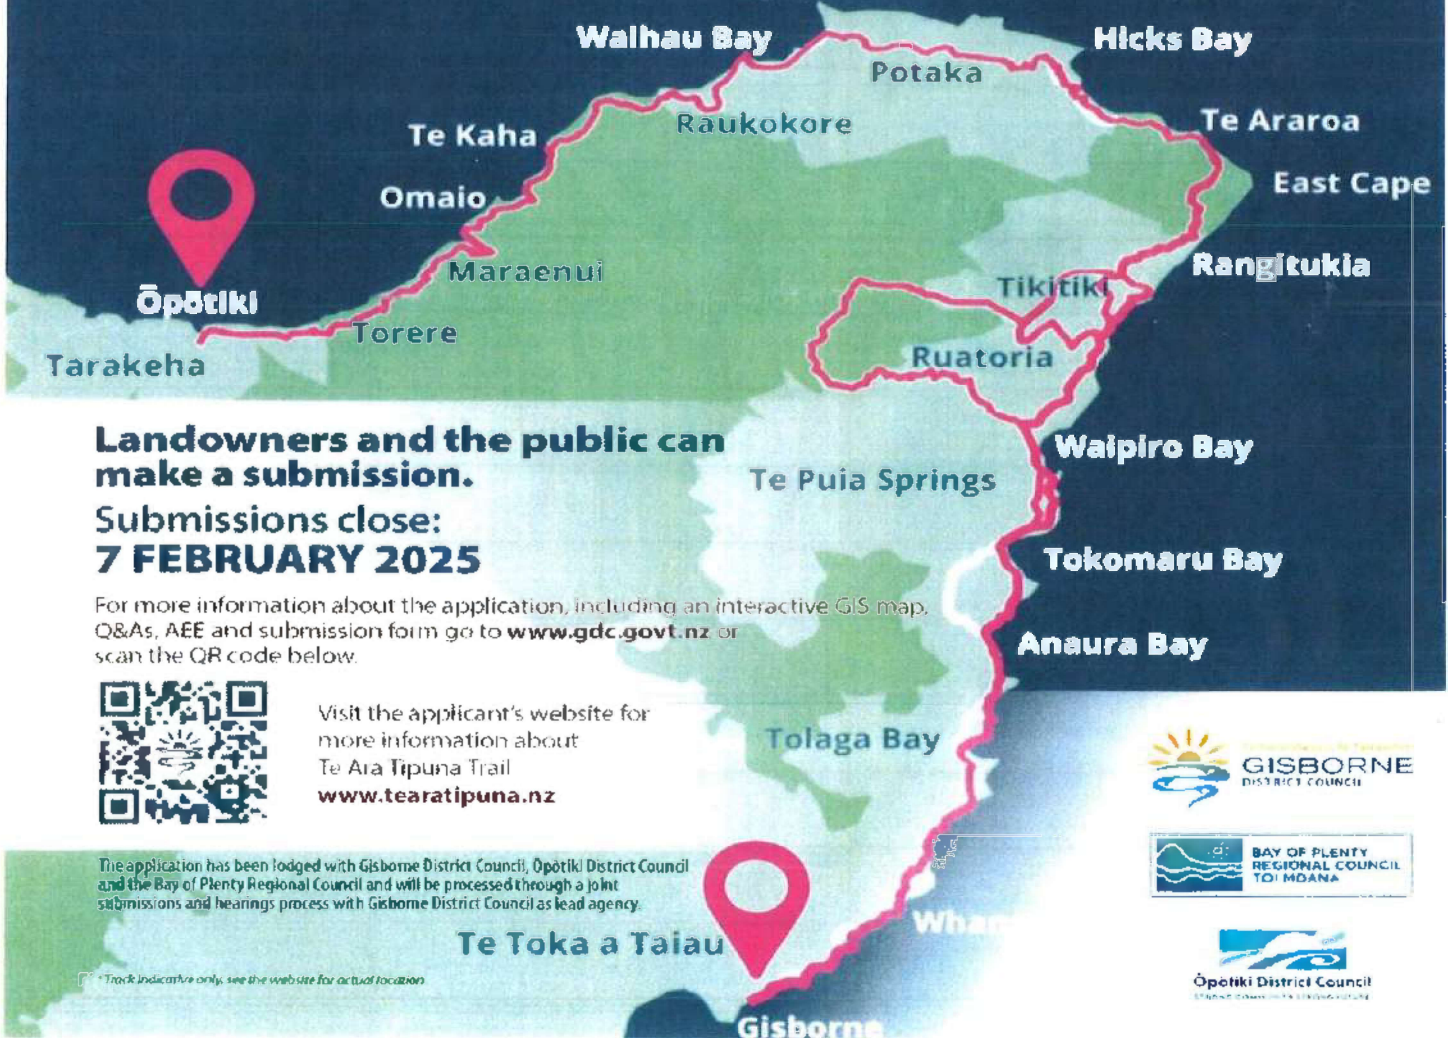 Waihau Bay
Hicks Bay
Potaka
Te Kaha
Raukokore
Te Araroa
Omaio
East Cape
Maraenui
Rangitukia
Ōpōtiki
Tikitiki
Torere
Tarakeha
Ruatoria
Landowners and the public can
make a submission.
Waipiro Bay
Te Puia Springs
Submissions close:
7 FEBRUARY 2025
Tokomaru Bay
For more information about the application, including an interactive GIS map,
Q&As, AEE and submission form go to www.gdc.govt.nz or
scan the QR code below.
Anaura Bay
Visit the applicant's website for
more information about
Te Ara Tipuna Trail
www.tearatipuna.nz
Tolaga Bay
GISBORNE
DISTRICT COUNCIL
BAY OF PLENTY
REGIONAL COUNCIL
TOI MOANA
The application has been lodged with Gisborne District Council, Ōpōtiki District Council
and the Bay of Plenty Regional Council and will be processed through a joint
submissions and hearings process with Gisborne District Council as lead agency.
Te Toka a Taiau
*Track indicative only, see the website for actual location
Ōpōtiki District Council
Gisborne